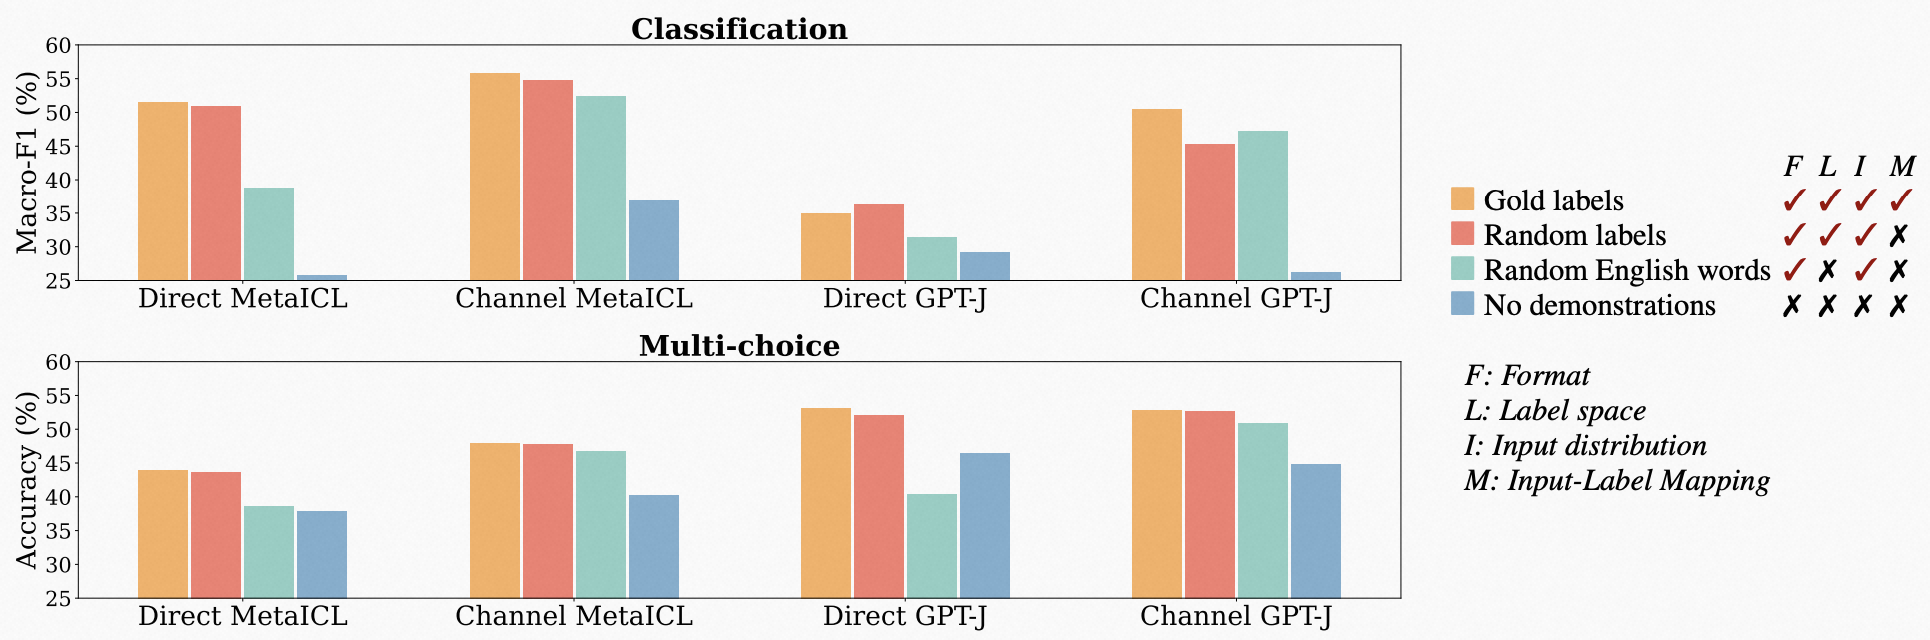 Classification
Macro-F1 (%)
60
55
50
45
40
35
30
25
Direct MetaICL
Channel MetaICL
Direct GPT-J
Channel GPT-J
Multi-choice
Accuracy (%)
60
55
50
45
40
35
30
25
Direct MetaICL
Channel MetaICL
Direct GPT-J
Channel GPT-J
F L I M
Gold labels ✓ ✓ ✓ ✓
Random labels ✓ ✓ ✓ ✗
Random English words ✓ ✗ ✓ ✗
No demonstrations ✗ ✗ ✗ ✗
F: Format
L: Label space
I: Input distribution
M: Input-Label Mapping